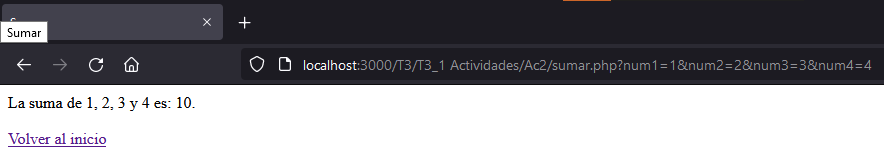 Sumar
localhost:3000/T3/T3_1 Actividades/Ac2/sumar.php?num1=1&num2=2&num3=3&num4=4
La suma de 1, 2, 3 y 4 es: 10.
Volver al inicio